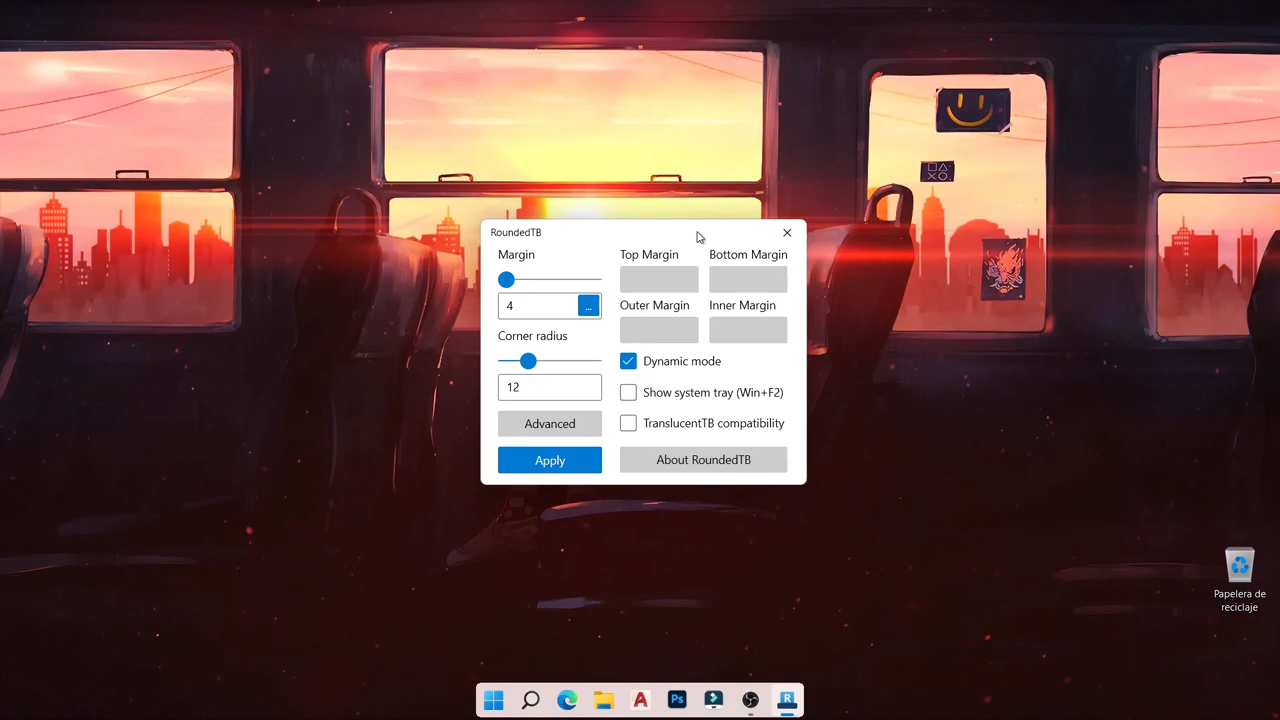 RoundedTB
Margin
Top Margin
Bottom Margin
4
...
Outer Margin
Inner Margin
Corner radius
12
Dynamic mode
Show system tray (Win+F2)
Advanced
TranslucentTB compatibility
Apply
About RoundedTB
Papelera de
reciclaje
A
Ps
R